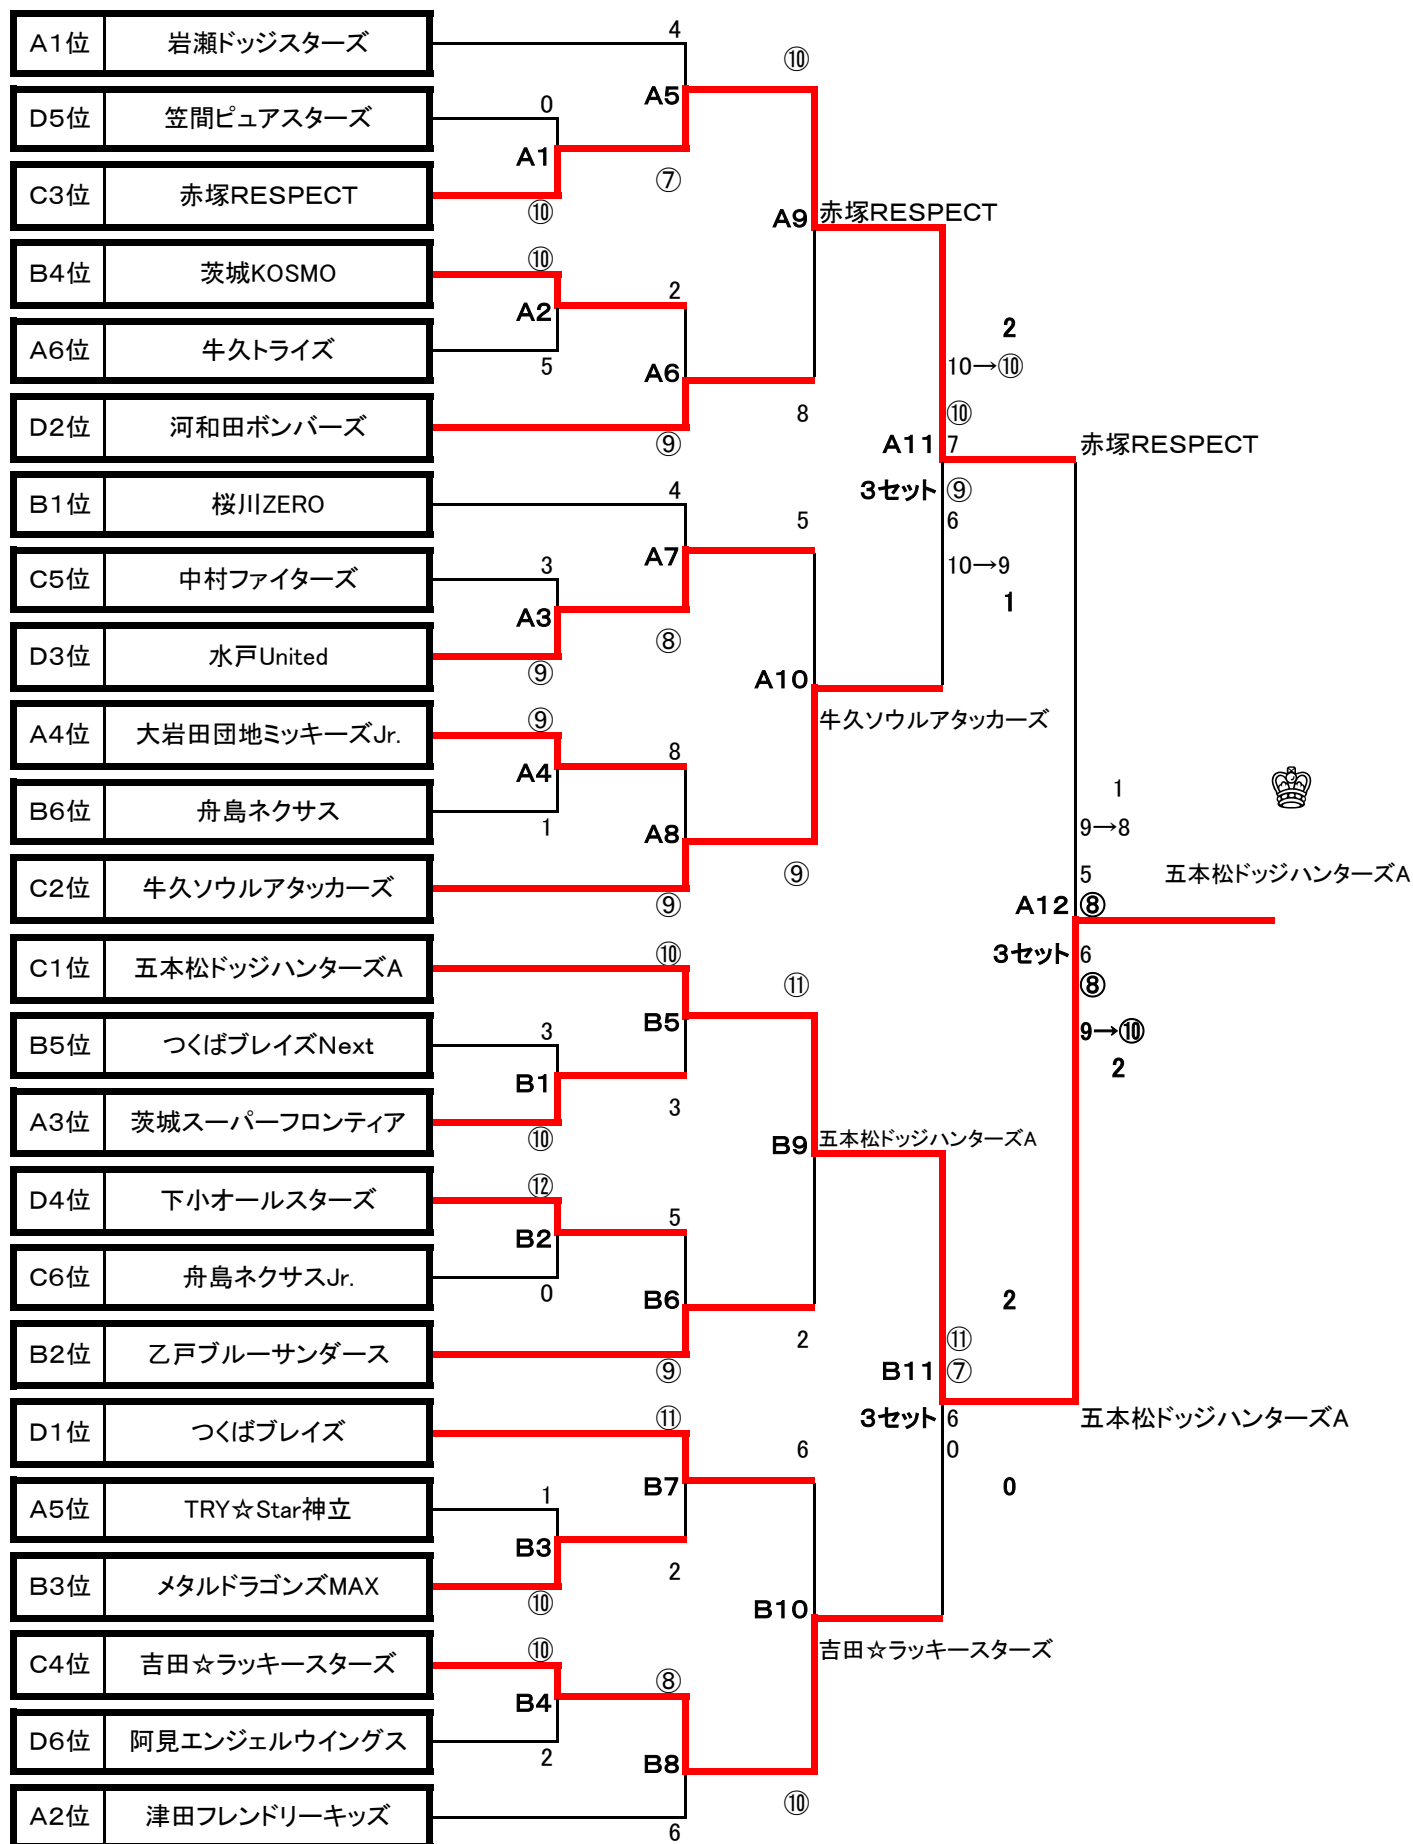 A1位 岩瀬ドッジスターズ 4
⑩
D5位 笠間ピュアスターズ 0 A5
A1
C3位 赤塚RESPECT ⑩ ⑦
A9 赤塚RESPECT
B4位 茨城KOSMO ⑩ 2
A2
2
A6位 牛久トライズ 5 A6 10→⑩
8 ⑩
D2位 河和田ボンバーズ ⑨
A11 7 赤塚RESPECT
B1位 桜川ZERO 4 3セット ⑨
5 6
C5位 中村ファイターズ 3 A7 10→9
1
A3
D3位 水戸United ⑨ ⑧
A10
A4位 大岩田団地ミッキーズJr. ⑨ 牛久ソウルアタッカーズ
8
A4
1
B6位 舟島ネクサス 1 A8 9→8
C2位 牛久ソウルアタッカーズ ⑨ ⑨ 5 五本松ドッジハンターズA
A12 ⑧
C1位 五本松ドッジハンターズA ⑩ 3セット 6
⑪ ⑧
B5位 つくばブレイズNext 3 B5 9→⑩
2
B1
A3位 茨城スーパーフロンティア ⑩ 3
B9 五本松ドッジハンターズA
D4位 下小オールスターズ ⑫ 5
B2
C6位 舟島ネクサスJr. 0 B6 2
2 ⑪
B2位 乙戸ブルーサンダース ⑨
B11 ⑦
D1位 つくばブレイズ ⑪ 3セット 6 五本松ドッジハンターズA
6 0
B7 0
A5位 TRY☆Star神立 1
B3
B3位 メタルドラゴンズMAX ⑩ 2
B10
C4位 吉田☆ラッキースターズ ⑩ ⑧ 吉田☆ラッキースターズ
B4
D6位 阿見エンジェルウイングス 2 B8
⑩
A2位 津田フレンドリーキッズ 6